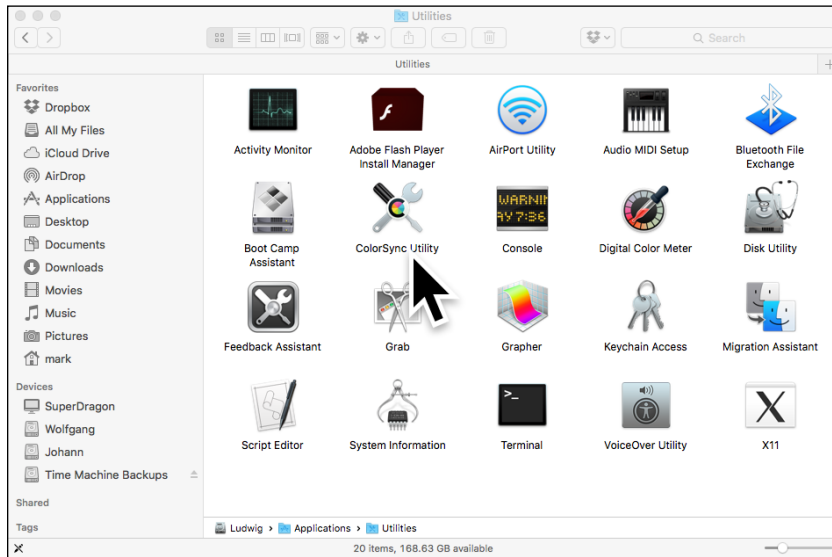 Utilities
Search
Utilities
Favorites
Dropbox
All My Files
iCloud Drive
AirDrop
Applications
Desktop
Documents
Downloads
Movies
Music
Pictures
mark
Devices
SuperDragon
Wolfgang
Johann
Time Machine Backups
Shared
Tags
Activity Monitor
Adobe Flash Player
Install Manager
AirPort Utility
Audio MIDI Setup
Bluetooth File
Exchange
WARNIN
AY 7:36
Boot Camp
Assistant
ColorSync Utility
Console
Digital Color Meter
Disk Utility
Feedback Assistant
Grab
Grapher
Keychain Access
Migration Assistant
>_
X
Script Editor
System Information
Terminal
VoiceOver Utility
X11
Ludwig › Applications › Utilities
20 items, 168.63 GB available